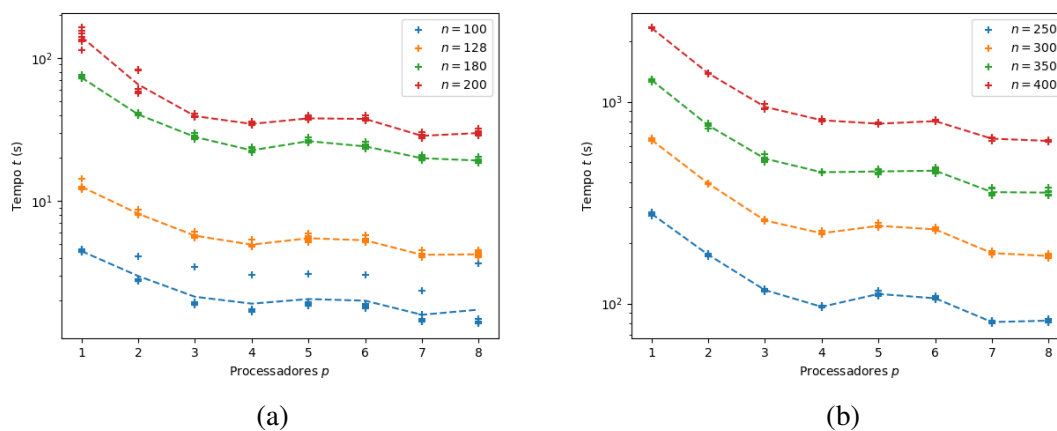 n = 100
n = 128
n = 180
n = 200
10²
10¹
Tempo t (s)
1 2 3 4 5 6 7 8
Processadores p
(a)
n = 250
n = 300
n = 350
n = 400
10³
10²
Tempo t (s)
1 2 3 4 5 6 7 8
Processadores p
(b)